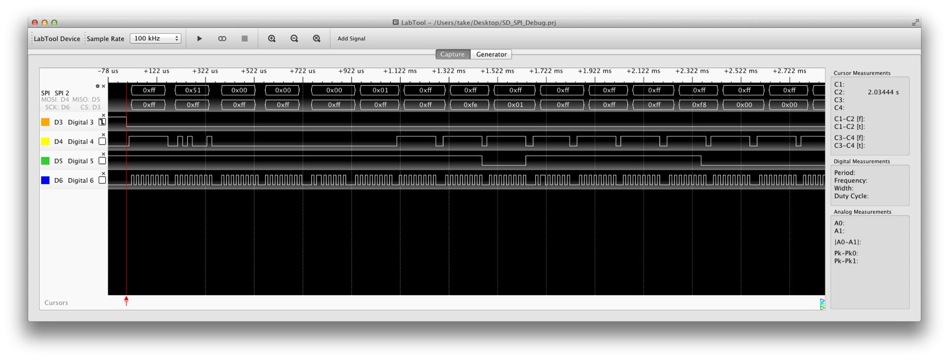 LabTool - /Users/take/Desktop/SD_SPI_Debug.prj
LabTool Device Sample Rate 100 kHz Add Signal
Capture Generator
-78 us +122 us +322 us +522 us +722 us +922 us +1.122 ms +1.322 ms +1.522 ms +1.722 ms +1.922 ms +2.122 ms +2.322 ms +2.522 ms +2.722 ms
SPI SPI 2
0xff 0x51 0x00 0x00 0x00 0x01 0xff 0xff 0xff 0xff 0xff 0xff 0xff 0xff 0xff
MOSI: D4 MISO: D5
SCK: D6 CS: D3
0xff 0xff 0xff 0xff 0xff 0xff 0xff 0xfe 0x01 0xff 0xff 0xff 0xf8 0x00 0x00
D3 Digital 3
D4 Digital 4
D5 Digital 5
D6 Digital 6
Cursors
Cursor Measurements
C1:
C2: 2.03444 s
C3:
C4:
C1-C2 [f]:
C1-C2 [t]:
C3-C4 [f]:
C3-C4 [t]:
Digital Measurements
Period:
Frequency:
Width:
Duty Cycle:
Analog Measurements
A0:
A1:
|A0-A1|:
Pk-Pk0:
Pk-Pk1: